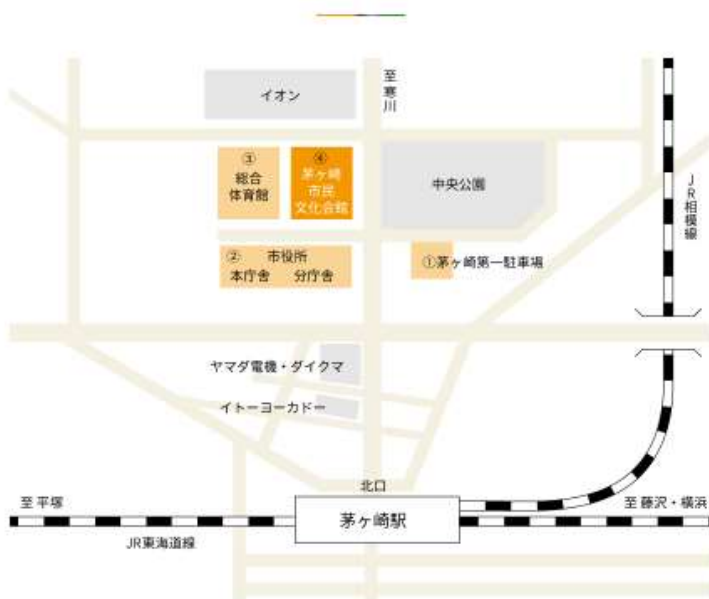 至寒川
イオン
③
総合
体育館
④
茅ヶ崎
市民
文化会館
中央公園
JR相模線
② 市役所
本庁舎 分庁舎
①茅ヶ崎第一駐車場
ヤマダ電機・ダイクマ
イトーヨーカドー
北口
至 平塚
茅ヶ崎駅
至 藤沢・横浜
JR東海道線